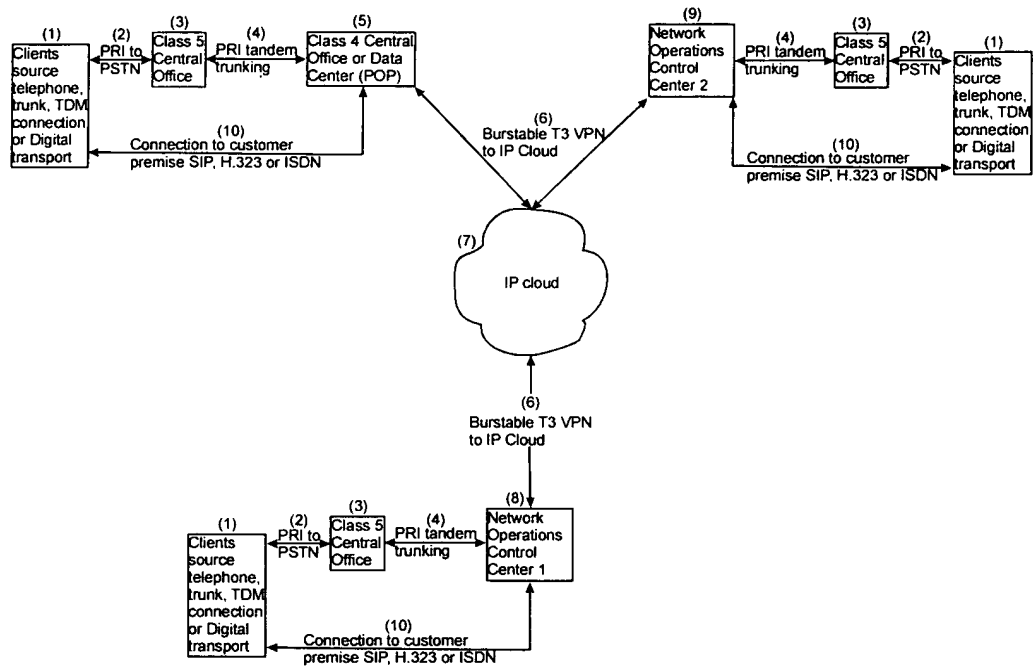 (1)
Clients
source
telephone,
trunk, TDM
connection
or Digital
transport
(2)
PRI to
PSTN
(3)
Class 5
Central
Office
(4)
PRI tandem
trunking
(5)
Class 4 Central
Office or Data
Center (POP)
(10)
Connection to customer
premise SIP, H.323 or ISDN
(6)
Burstable T3 VPN
to IP Cloud
(9)
Network
Operations
Control
Center 2
(4)
PRI tandem
trunking
(3)
Class 5
Central
Office
(2)
PRI to
PSTN
(1)
Clients
source
telephone,
trunk, TDM
connection
or Digital
transport
(10)
Connection to customer
premise SIP, H.323 or ISDN
(7)
IP cloud
(6)
Burstable T3 VPN
to IP Cloud
(1)
Clients
source
telephone,
trunk, TDM
connection
or Digital
transport
(2)
PRI to
PSTN
(3)
Class 5
Central
Office
(4)
PRI tandem
trunking
(8)
Network
Operations
Control
Center 1
(10)
Connection to customer
premise SIP, H.323 or ISDN